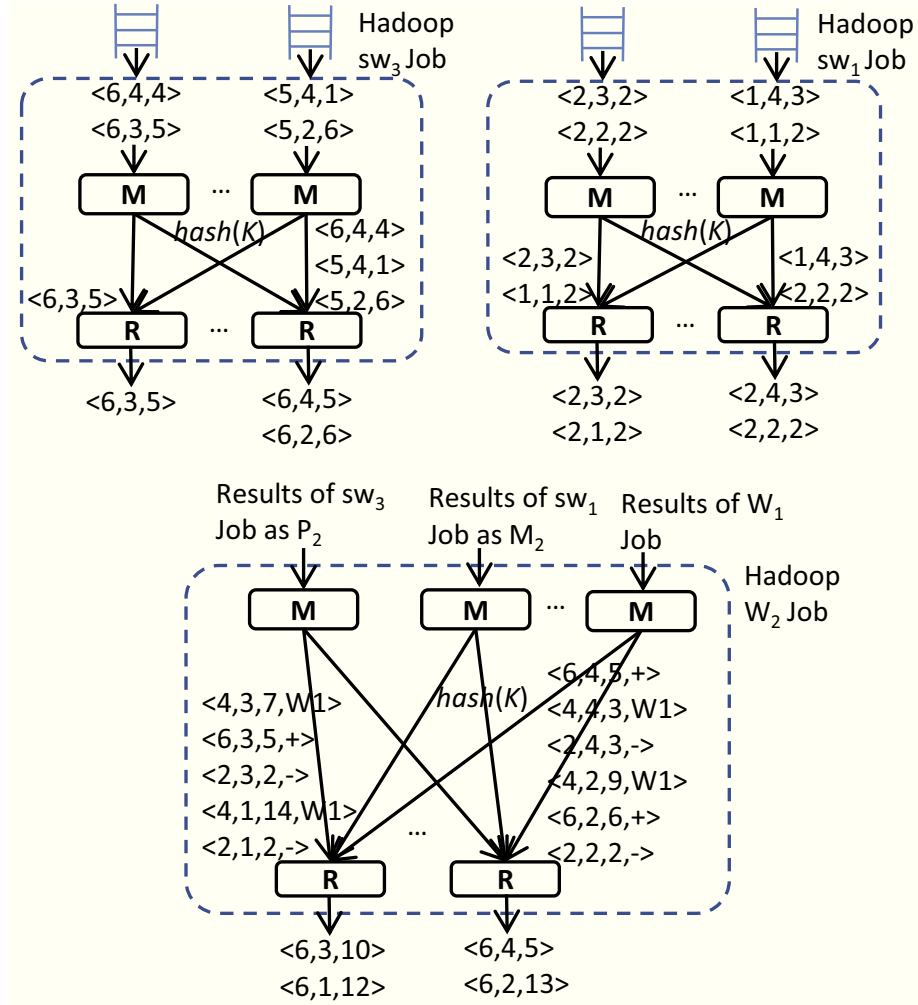 Hadoop
sw3 Job
<6,4,4>
<6,3,5>
<5,4,1>
<5,2,6>
M
...
M
hash(K)
<6,4,4>
<5,4,1>
<5,2,6>
<6,3,5>
R
...
R
<6,3,5>
<6,4,5>
<6,2,6>
Hadoop
sw1 Job
<2,3,2>
<2,2,2>
<1,4,3>
<1,1,2>
M
...
M
hash(K)
<2,3,2>
<1,1,2>
<1,4,3>
<2,2,2>
R
...
R
<2,3,2>
<2,1,2>
<2,4,3>
<2,2,2>
Results of sw3
Job as P2
Results of sw1
Job as M2
Results of W1
Job
Hadoop
W2 Job
M
M
...
M
hash(K)
<4,3,7,W1>
<6,3,5,+>
<2,3,2,->
<4,1,14,W1>
<2,1,2,->
<6,4,5,+>
<4,4,3,W1>
<2,4,3,->
<4,2,9,W1>
<6,2,6,+>
<2,2,2,->
...
R
R
<6,3,10>
<6,1,12>
<6,4,5>
<6,2,13>